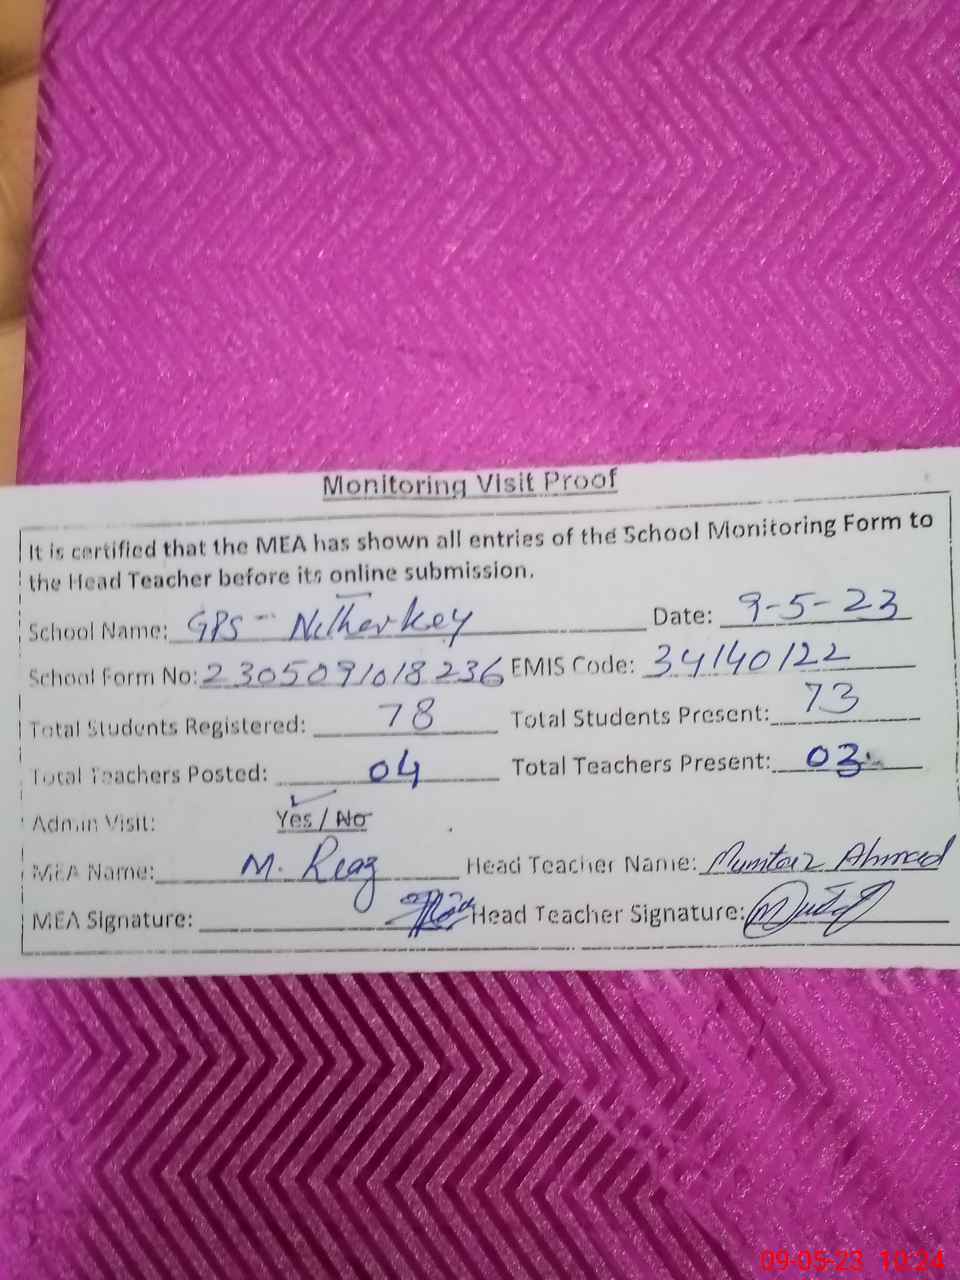 Monitoring Visit Proof
It is certified that the MEA has shown all entries of the School Monitoring Form to
the Head Teacher before its online submission.
School Name: GPS - Netherkey Date: 9-5-23
School Form No: 2305091018236 EMIS Code: 34140122
Total Students Registered: 78 Total Students Present: 73
Total Teachers Posted: 04 Total Teachers Present: 03
Admin Visit: Yes / No
MEA Name: M. Reaz Head Teacher Name: Mumtaz Ahmad
MEA Signature: Head Teacher Signature:
09-05-23 10:24